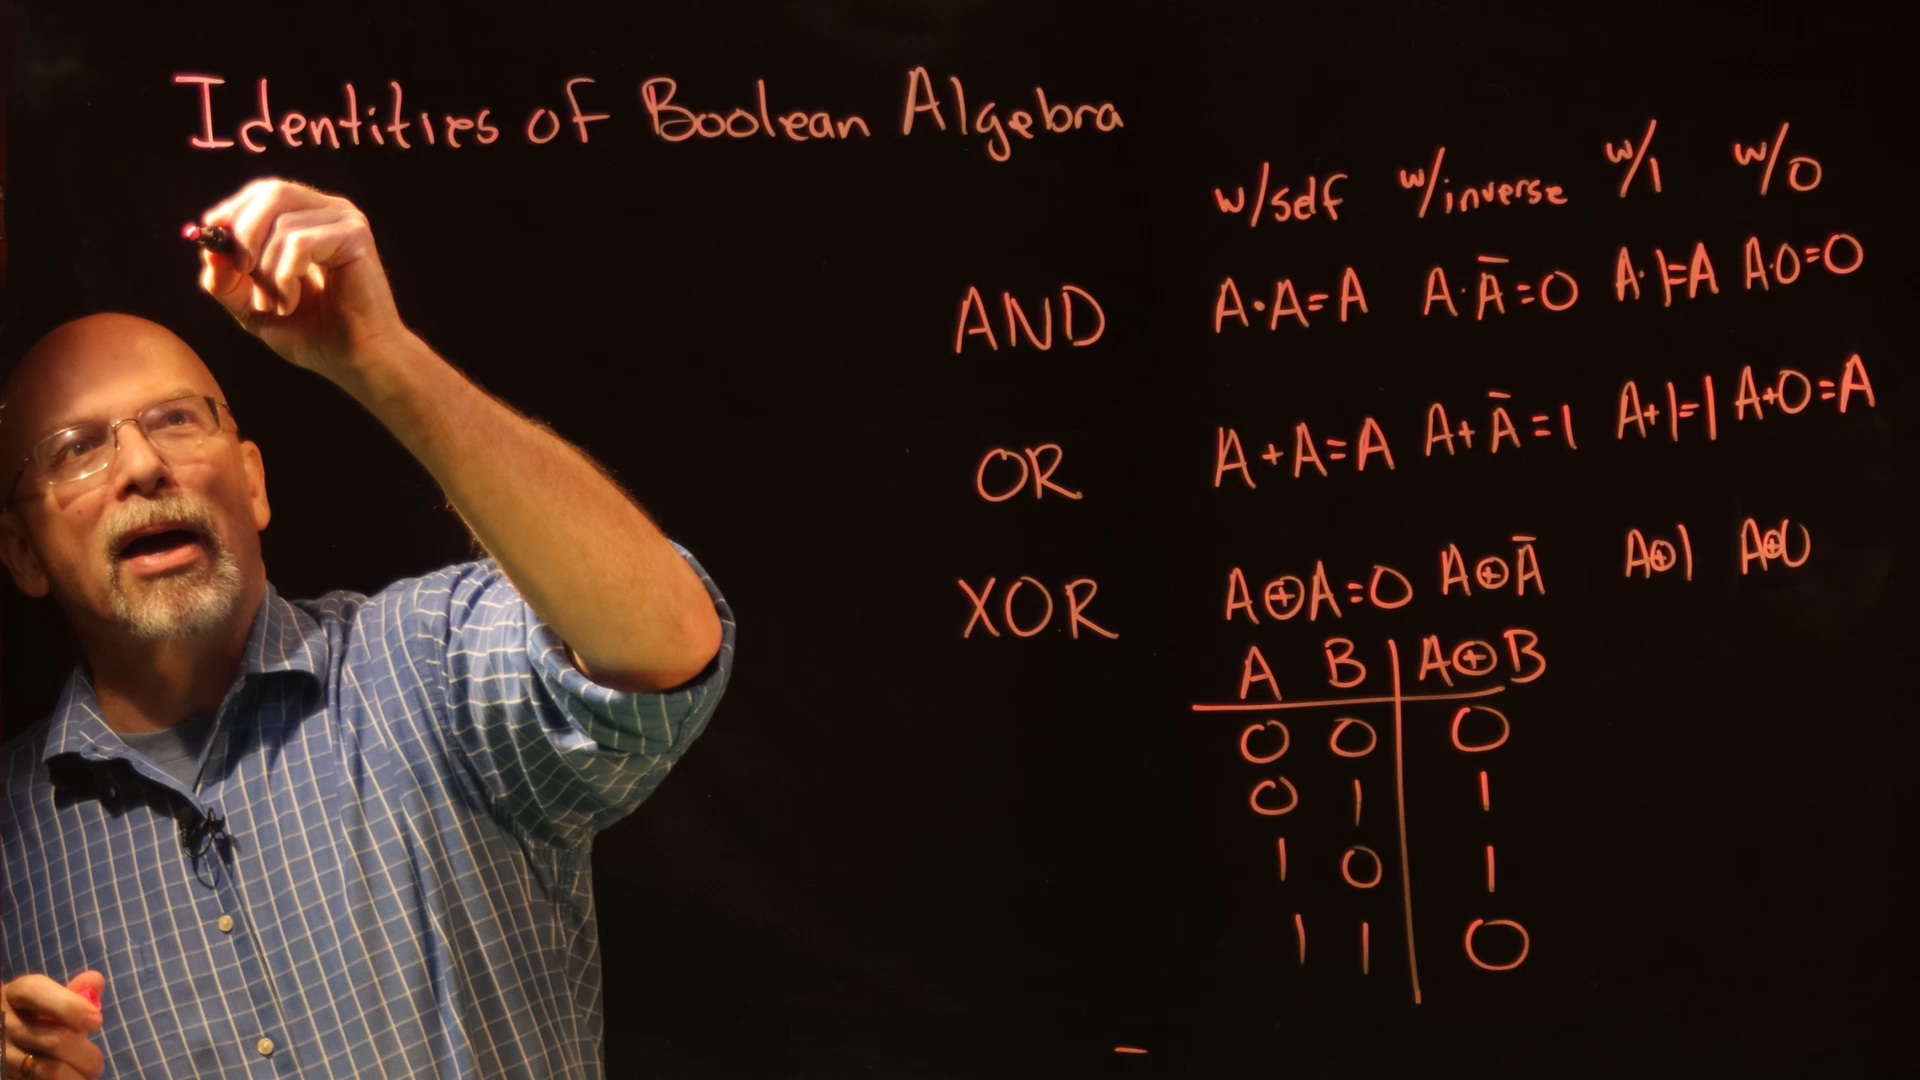 Identities of Boolean Algebra
w/self w/inverse w/1 w/0
AND A·A=A A·Ā=0 A·1=A A·0=0
OR A+A=A A+Ā=1 A+1=1 A+0=A
XOR A⊕A=0 A⊕Ā A⊕1 A⊕0
A B A⊕B
0 0 0
0 1 1
1 0 1
1 1 0